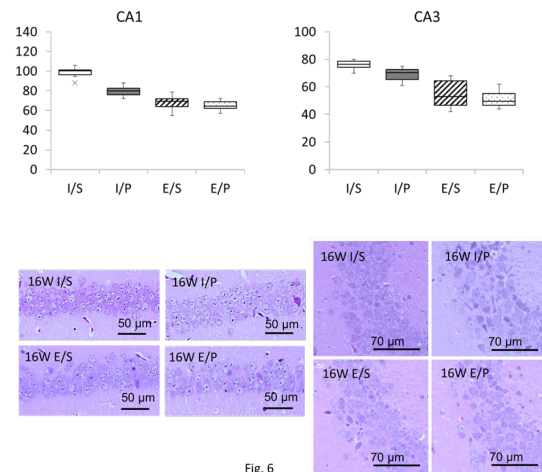 CA1
140
120
100
80
60
40
20
0
I/S I/P E/S E/P
CA3
100
80
60
40
20
0
I/S I/P E/S E/P
16W I/S
50 µm
16W I/P
50 µm
16W E/S
50 µm
16W E/P
50 µm
16W I/S
70 µm
16W I/P
70 µm
16W E/S
70 µm
16W E/P
70 µm
Fig. 6